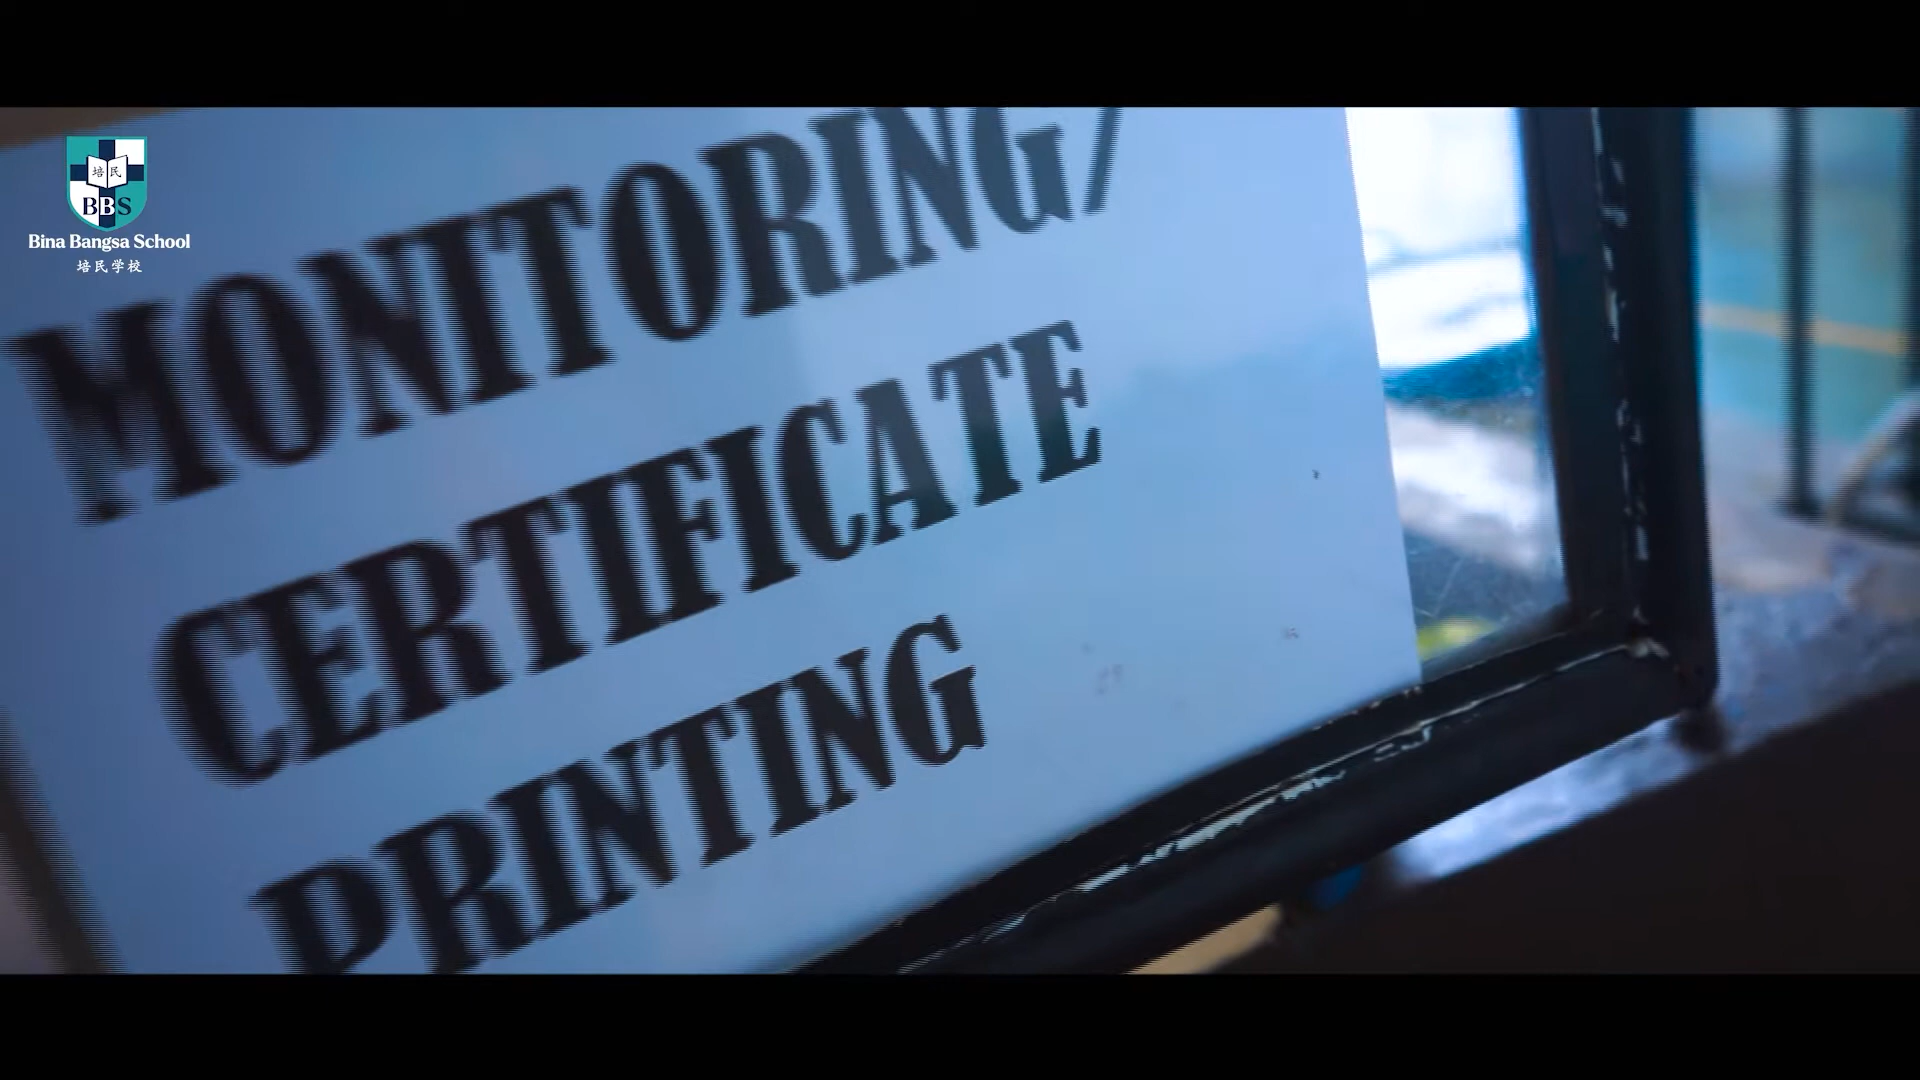 培民
BBS
Bina Bangsa School
培民学校
MONITORING/
CERTIFICATE
PRINTING